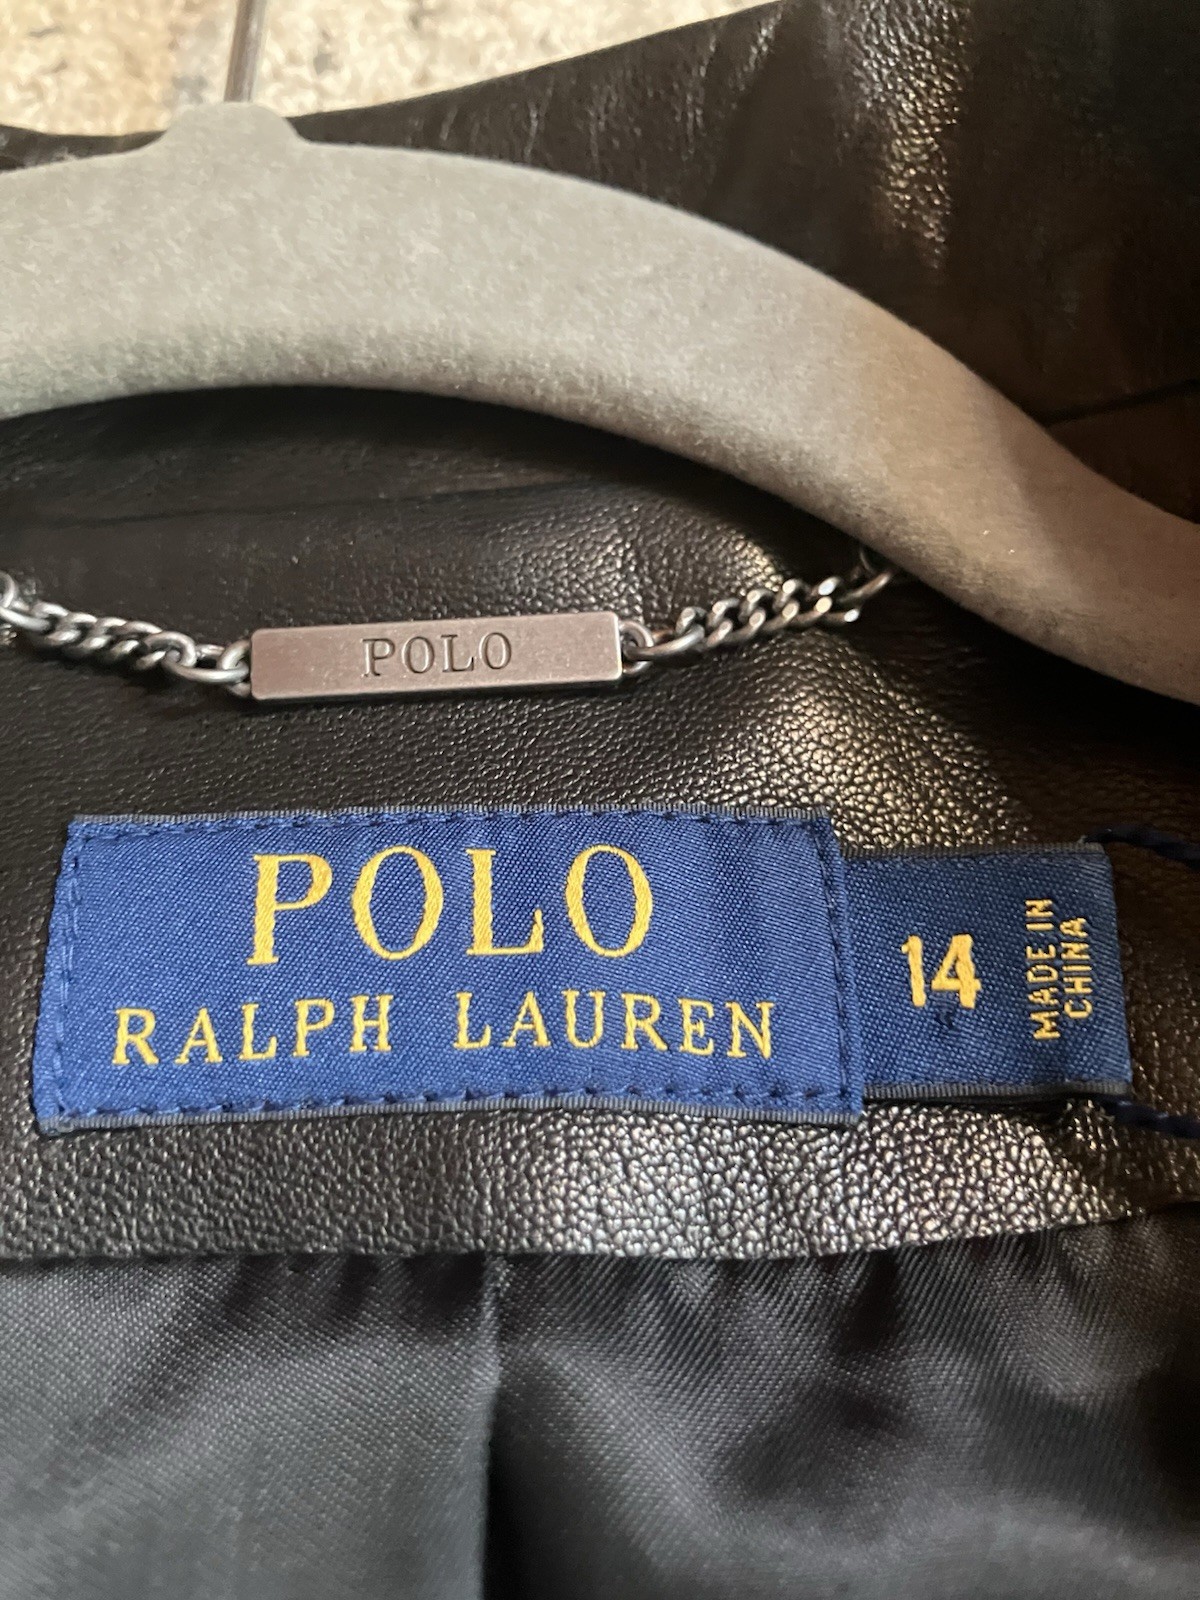 POLO
POLO
RALPH LAUREN
14
MADE IN
CHINA